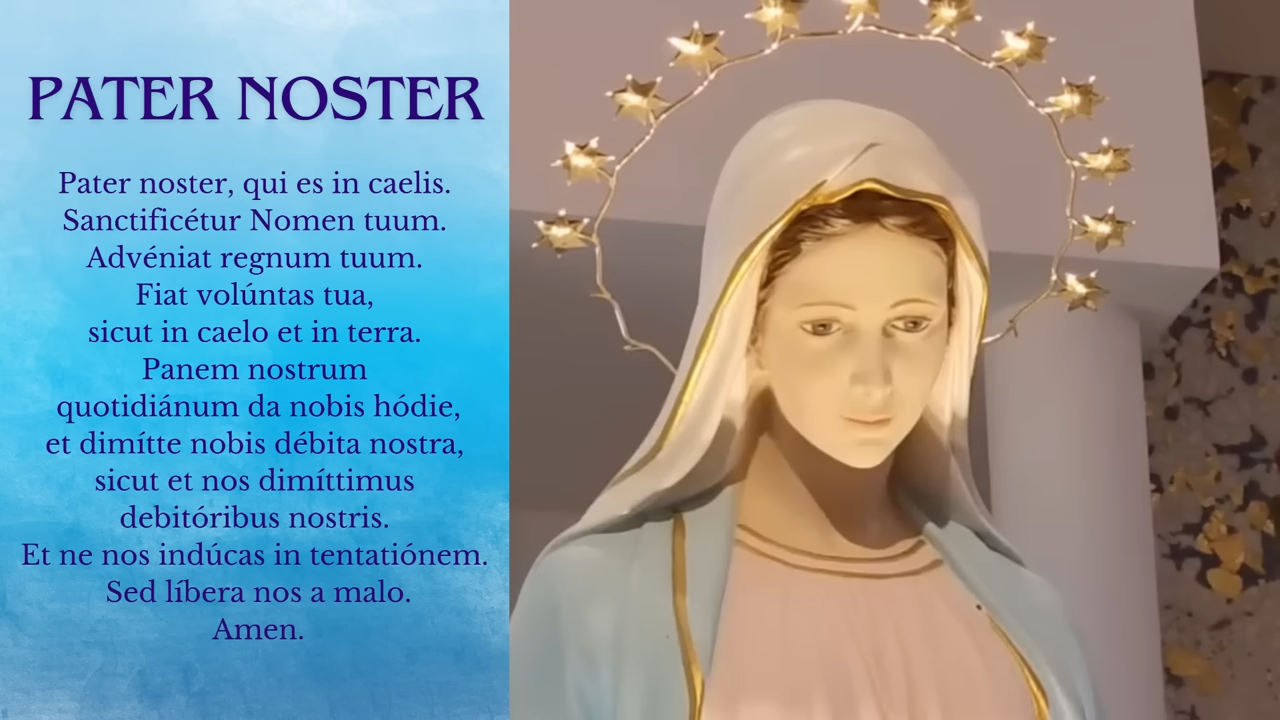 PATER NOSTER
Pater noster, qui es in caelis.
Sanctificétur Nomen tuum.
Advéniat regnum tuum.
Fiat volúntas tua,
sicut in caelo et in terra.
Panem nostrum
quotidiánum da nobis hódie,
et dimítte nobis débita nostra,
sicut et nos dimíttimus
debitóribus nostris.
Et ne nos indúcas in tentatiónem.
Sed líbera nos a malo.
Amen.